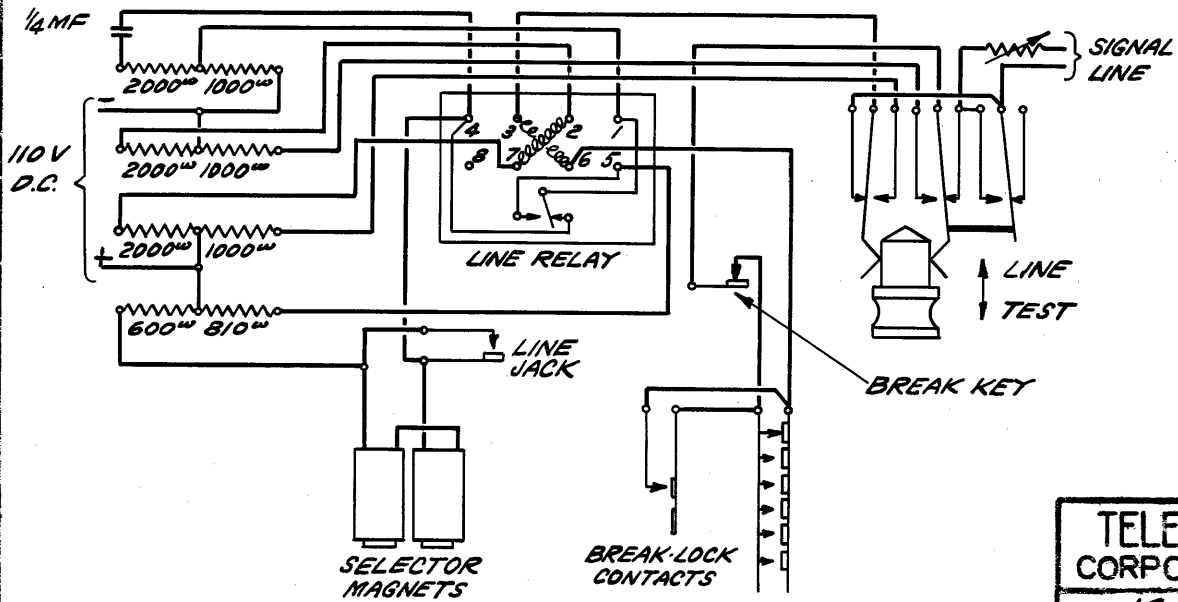 1/4 MF
2000ω 1000ω
−
110 V
D.C.
2000ω 1000ω
2000ω 1000ω
+
600ω 810ω
4 3 2 1
8 7 6 5
LINE RELAY
SIGNAL
LINE
LINE
TEST
LINE
JACK
BREAK KEY
SELECTOR
MAGNETS
BREAK-LOCK
CONTACTS
TELE
CORPO